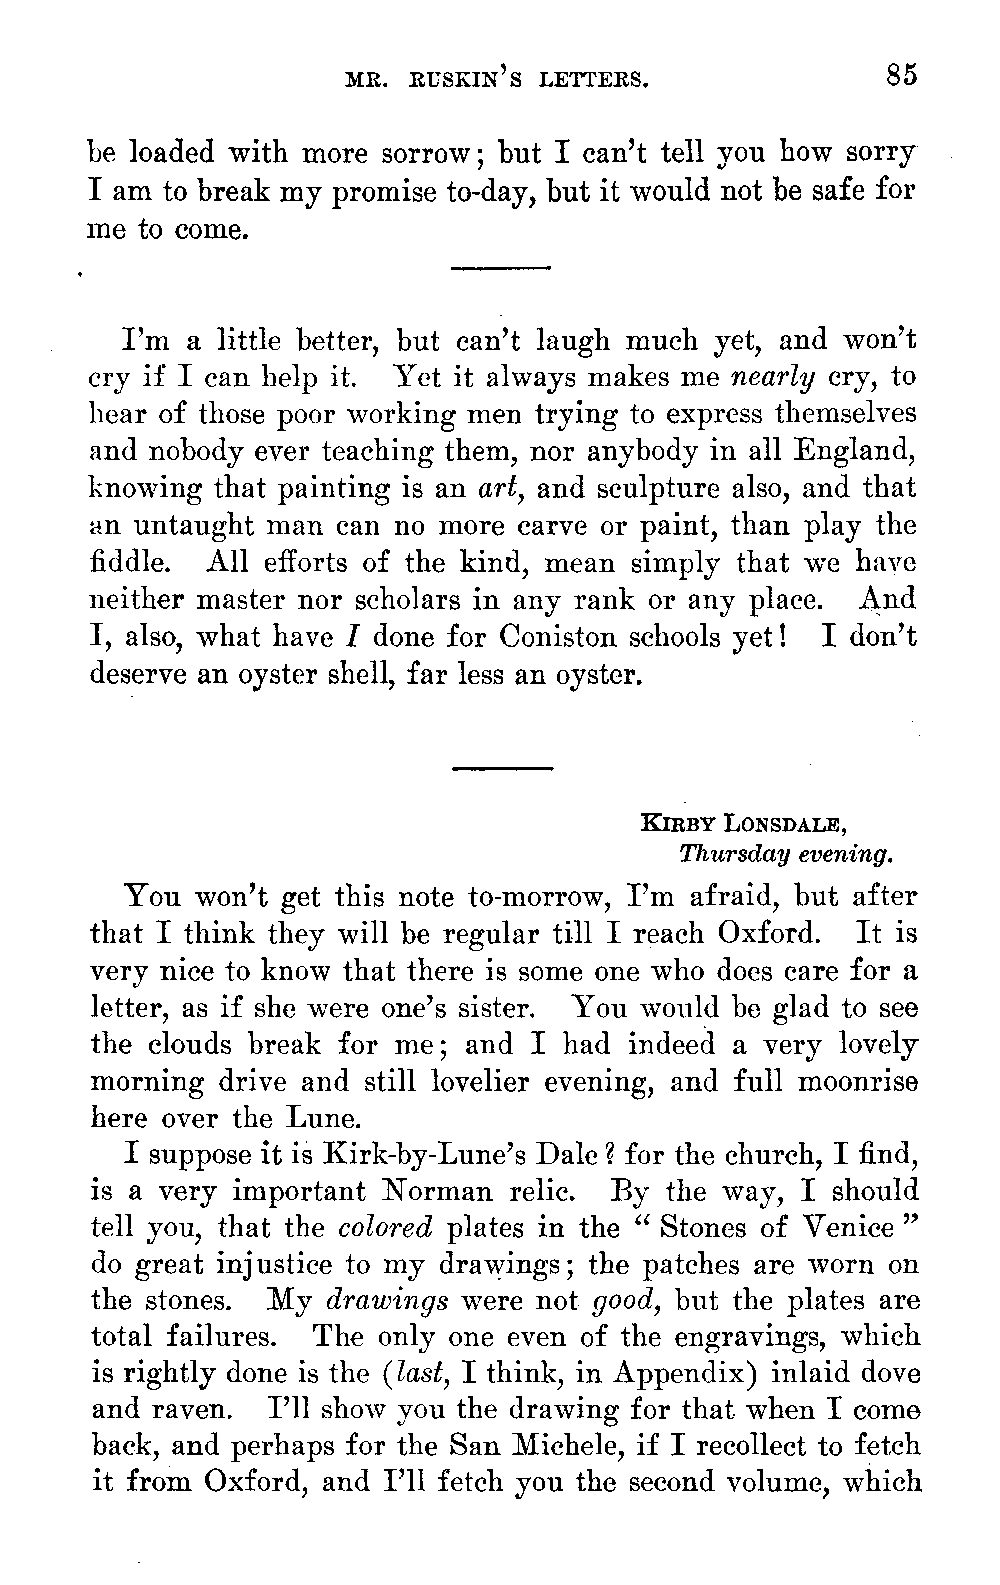 MR. RUSKIN'S LETTERS. 85
be loaded with more sorrow; but I can't tell you how sorry
I am to break my promise to-day, but it would not be safe for
me to come.
I'm a little better, but can't laugh much yet, and won't
cry if I can help it. Yet it always makes me nearly cry, to
hear of those poor working men trying to express themselves
and nobody ever teaching them, nor anybody in all England,
knowing that painting is an art, and sculpture also, and that
an untaught man can no more carve or paint, than play the
fiddle. All efforts of the kind, mean simply that we have
neither master nor scholars in any rank or any place. And
I, also, what have I done for Coniston schools yet! I don't
deserve an oyster shell, far less an oyster.
KIRBY LONSDALE,
Thursday evening.
You won't get this note to-morrow, I'm afraid, but after
that I think they will be regular till I reach Oxford. It is
very nice to know that there is some one who does care for a
letter, as if she were one's sister. You would be glad to see
the clouds break for me; and I had indeed a very lovely
morning drive and still lovelier evening, and full moonrise
here over the Lune.
I suppose it is Kirk-by-Lune's Dale? for the church, I find,
is a very important Norman relic. By the way, I should
tell you, that the colored plates in the "Stones of Venice"
do great injustice to my drawings; the patches are worn on
the stones. My drawings were not good, but the plates are
total failures. The only one even of the engravings, which
is rightly done is the (last, I think, in Appendix) inlaid dove
and raven. I'll show you the drawing for that when I come
back, and perhaps for the San Michele, if I recollect to fetch
it from Oxford, and I'll fetch you the second volume, which